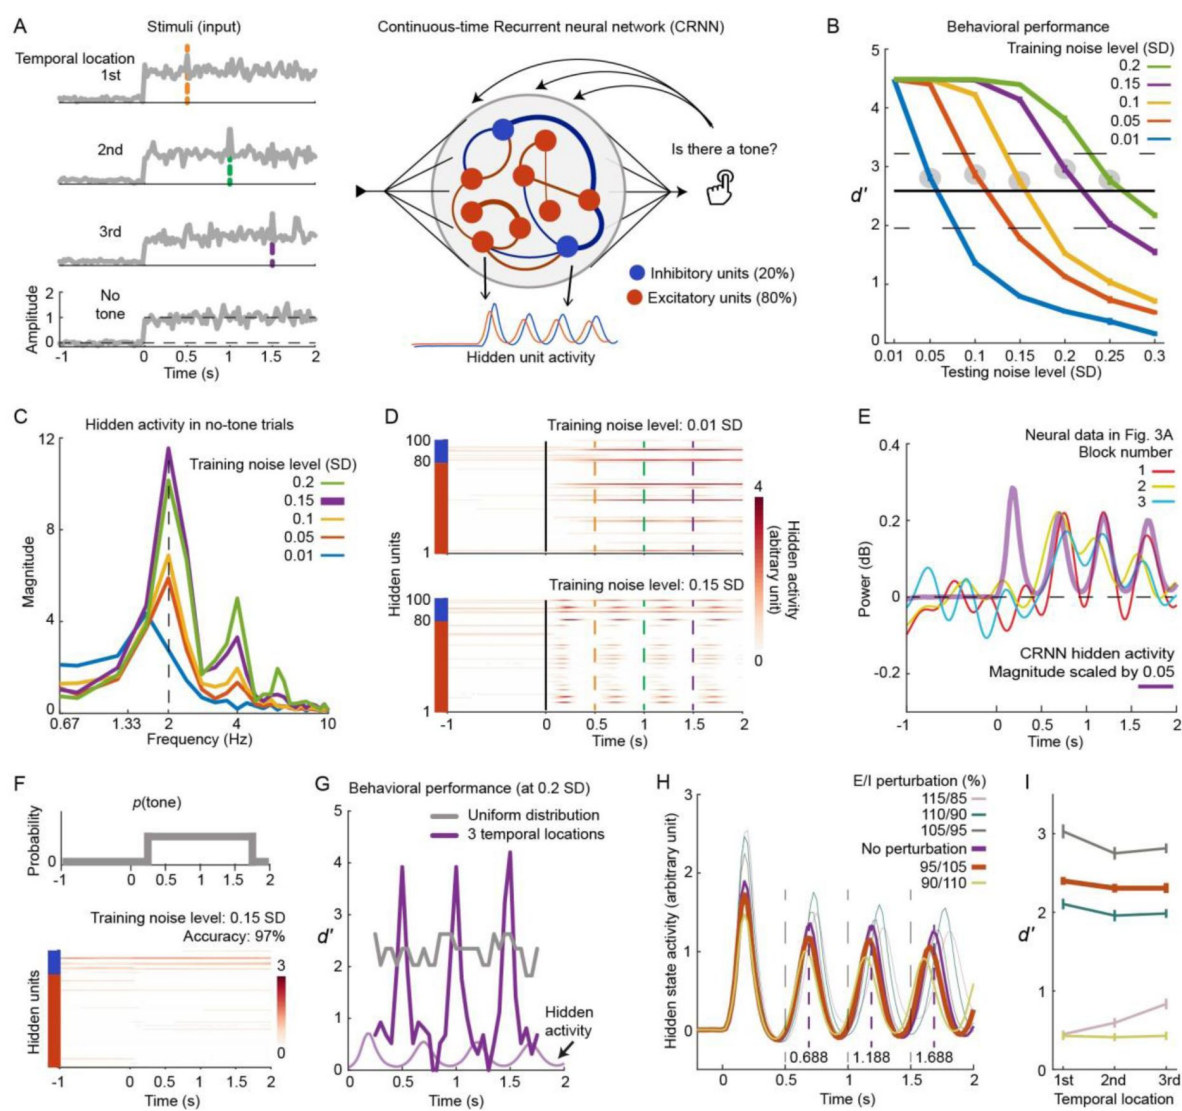 A
Stimuli (input)
Temporal location
1st
2nd
3rd
No
tone
Amplitude
2
1
0
-1
0
0.5
1
1.5
2
Time (s)
Continuous-time Recurrent neural network (CRNN)
Is there a tone?
Inhibitory units (20%)
Excitatory units (80%)
Hidden unit activity
B
Behavioral performance
Training noise level (SD)
0.2
0.15
0.1
0.05
0.01
d'
5
4
3
2
1
0
0.01
0.05
0.1
0.15
0.2
0.25
0.3
Testing noise level (SD)
C
Hidden activity in no-tone trials
Training noise level (SD)
0.2
0.15
0.1
0.05
0.01
Magnitude
12
8
4
0
0.67
1.33
2
4
10
Frequency (Hz)
D
Training noise level: 0.01 SD
100
80
1
Training noise level: 0.15 SD
100
80
1
Hidden units
4
0
Hidden activity
(abitrary unit)
-1
0
0.5
1
1.5
2
Time (s)
E
Neural data in Fig. 3A
Block number
1
2
3
Power (dB)
0.4
0.2
0
-0.2
CRNN hidden activity
Magnitude scaled by 0.05
-1
0
0.5
1
1.5
2
Time (s)
F
p(tone)
Probability
0
-1
0
0.5
1
1.5
2
Training noise level: 0.15 SD
Accuracy: 97%
Hidden units
3
0
-1
0
0.5
1
1.5
2
Time (s)
G
Behavioral performance (at 0.2 SD)
Uniform distribution
3 temporal locations
d'
5
4
3
2
1
0
Hidden
activity
0
0.5
1
1.5
2
Time (s)
H
E/I perturbation (%)
115/85
110/90
105/95
No perturbation
95/105
90/110
Hidden state activity (arbitrary unit)
3
2
1
0
0.688
1.188
1.688
0
0.5
1
1.5
2
Time (s)
I
d'
3
2
1
0
1st
2nd
3rd
Temporal location